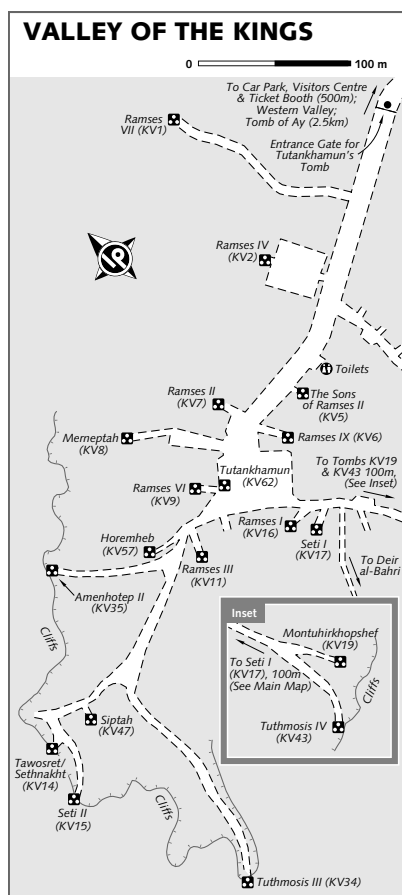 VALLEY OF THE KINGS
0
100 m
To Car Park, Visitors Centre
& Ticket Booth (500m);
Western Valley;
Tomb of Ay (2.5km)
Ramses
VII (KV1)
Entrance Gate for
Tutankhamun's
Tomb
Ramses IV
(KV2)
Toilets
Ramses II
(KV7)
The Sons
of Ramses II
(KV5)
Merneptah
(KV8)
Ramses IX (KV6)
To Tombs KV19
& KV43 100m,
(See Inset)
Tutankhamun
(KV62)
Ramses VI
(KV9)
Ramses I
(KV16)
Seti I
(KV17)
Horemheb
(KV57)
Ramses III
(KV11)
To Deir
al-Bahri
Amenhotep II
(KV35)
Inset
Montuhirkhopshef
(KV19)
To Seti I
(KV17), 100m
(See Main Map)
Cliffs
Tuthmosis IV
(KV43)
Cliffs
Siptah
(KV47)
Tawosret/
Sethnakht
(KV14)
Seti II
(KV15)
Cliffs
Tuthmosis III (KV34)